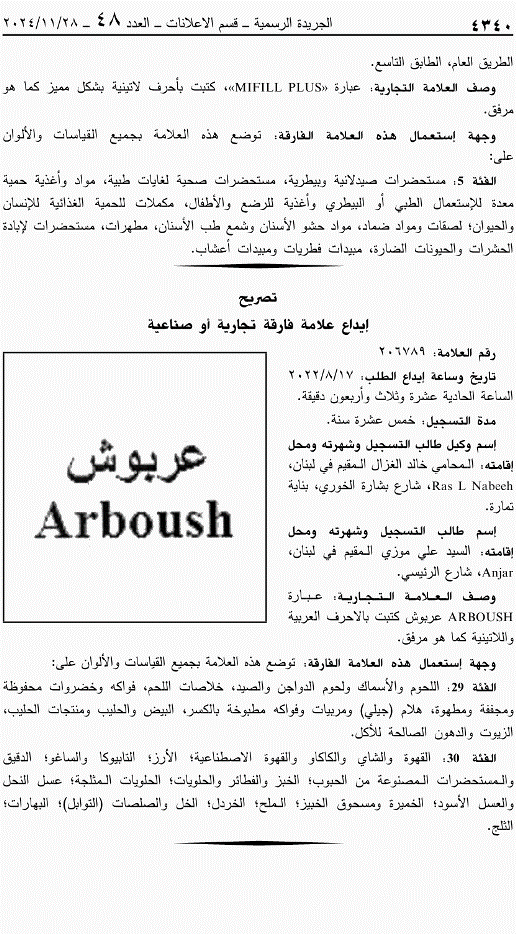 ٤٣٤٠ الجريدة الرسمية ــ قسم الاعلانات ــ العدد ٤٨ ــ ٢٠٢٤/١١/٢٨
الطريق العام، الطابق التاسع.
وصف العلامة التجارية: عبارة «MIFILL PLUS»، كتبت بأحرف لاتينية بشكل مميز كما هو
مرفق.
وجهة إستعمال هذه العلامة الفارقة: توضع هذه العلامة بجميع القياسات والألوان
على:
الفئة 5: مستحضرات صيدلانية وبيطرية، مستحضرات صحية لغايات طبية، مواد وأغذية حمية
معدة للإستعمال الطبي أو البيطري وأغذية للرضع والأطفال، مكملات للحمية الغذائية للإنسان
والحيوان؛ لصقات ومواد ضماد، مواد حشو الأسنان وشمع طب الأسنان، مطهرات، مستحضرات لإبادة
الحشرات والحيونات الضارة، مبيدات فطريات ومبيدات أعشاب.
تصريح
إيداع علامة فارقة تجارية أو صناعية
رقم العلامة: ٢٠٦٧٨٩
تاريخ وساعة إيداع الطلب: ٢٠٢٢/٨/١٧
الساعة الحادية عشرة وثلاث وأربعون دقيقة.
مدة التسجيل: خمس عشرة سنة.
إسم وكيل طالب التسجيل وشهرته ومحل
إقامته: المحامي خالد الغزال المقيم في لبنان،
Ras L Nabeeh، شارع بشارة الخوري، بناية
تمارة.
إسم طالب التسجيل وشهرته ومحل
إقامته: السيد علي موزي المقيم في لبنان،
Anjar، شارع الرئيسي.
وصف العلامة التجارية: عبارة
ARBOUSH عربوش كتبت بالاحرف العربية
واللاتينية كما هو مرفق.
عربوش
Arboush
وجهة إستعمال هذه العلامة الفارقة: توضع هذه العلامة بجميع القياسات والألوان على:
الفئة 29: اللحوم والأسماك ولحوم الدواجن والصيد، خلاصات اللحم، فواكه وخضروات محفوظة
ومجففة ومطهوة، هلام (جيلي) ومربيات وفواكه مطبوخة بالكسر، البيض والحليب ومنتجات الحليب،
الزيوت والدهون الصالحة للأكل.
الفئة 30: القهوة والشاي والكاكاو والقهوة الاصطناعية؛ الأرز؛ التابيوكا والساغو؛ الدقيق
والمستحضرات المصنوعة من الحبوب؛ الخبز والفطائر والحلويات؛ الحلويات المثلجة؛ عسل النحل
والعسل الأسود؛ الخميرة ومسحوق الخبيز؛ الملح؛ الخردل؛ الخل والصلصات (التوابل)؛ البهارات؛
الثلج.